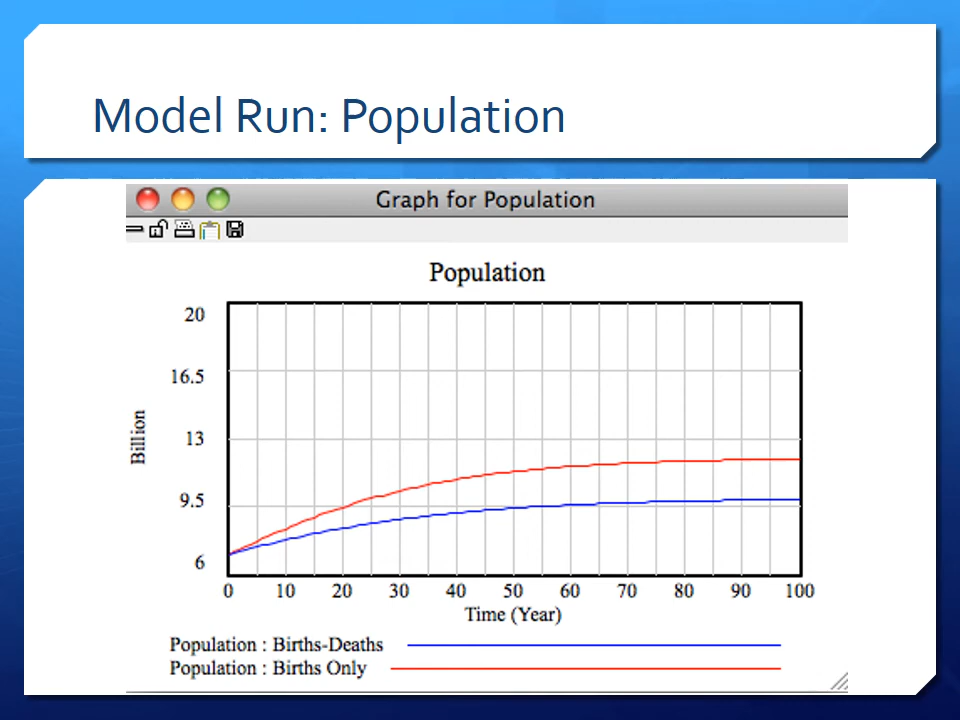 Model Run: Population
Graph for Population
Population
20
16.5
13
9.5
6
Billion
0 10 20 30 40 50 60 70 80 90 100
Time (Year)
Population : Births-Deaths
Population : Births Only